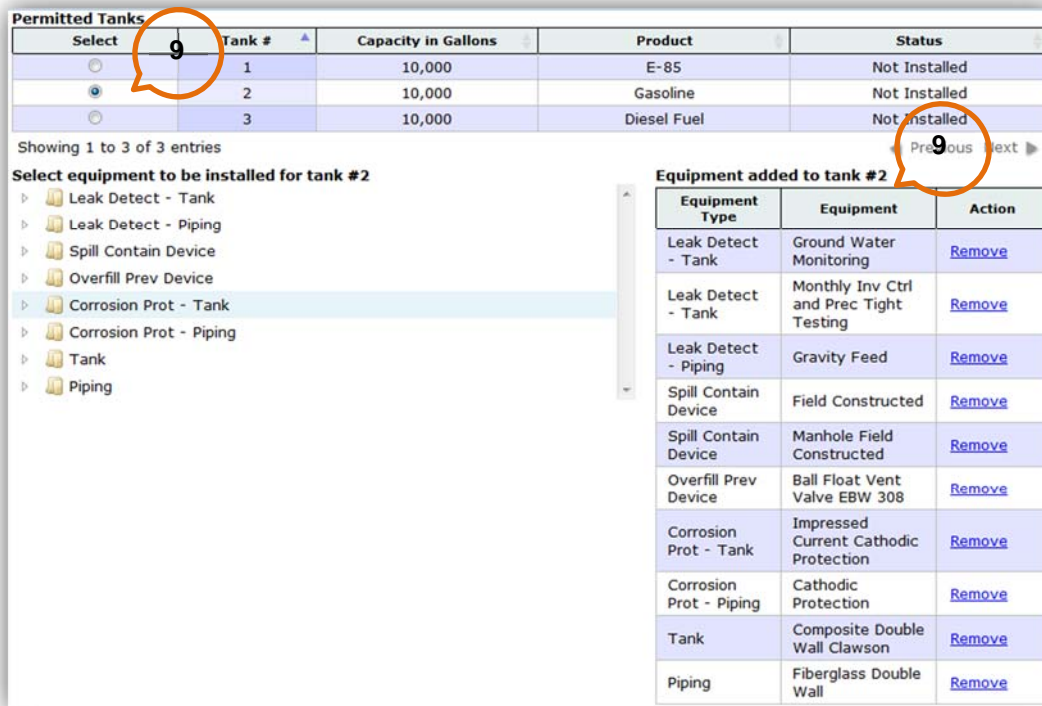 Permitted Tanks
Select 9 Tank # Capacity in Gallons Product Status
1 10,000 E-85 Not Installed
2 10,000 Gasoline Not Installed
3 10,000 Diesel Fuel Not Installed
Showing 1 to 3 of 3 entries
Previous Next
9
Select equipment to be installed for tank #2
Leak Detect - Tank
Leak Detect - Piping
Spill Contain Device
Overfill Prev Device
Corrosion Prot - Tank
Corrosion Prot - Piping
Tank
Piping
Equipment added to tank #2
Equipment
Type
Equipment
Action
Leak Detect
- Tank
Ground Water
Monitoring
Remove
Leak Detect
- Tank
Monthly Inv Ctrl
and Prec Tight
Testing
Remove
Leak Detect
- Piping
Gravity Feed
Remove
Spill Contain
Device
Field Constructed
Remove
Spill Contain
Device
Manhole Field
Constructed
Remove
Overfill Prev
Device
Ball Float Vent
Valve EBW 308
Remove
Corrosion
Prot - Tank
Impressed
Current Cathodic
Protection
Remove
Corrosion
Prot - Piping
Cathodic
Protection
Remove
Tank
Composite Double
Wall Clawson
Remove
Piping
Fiberglass Double
Wall
Remove